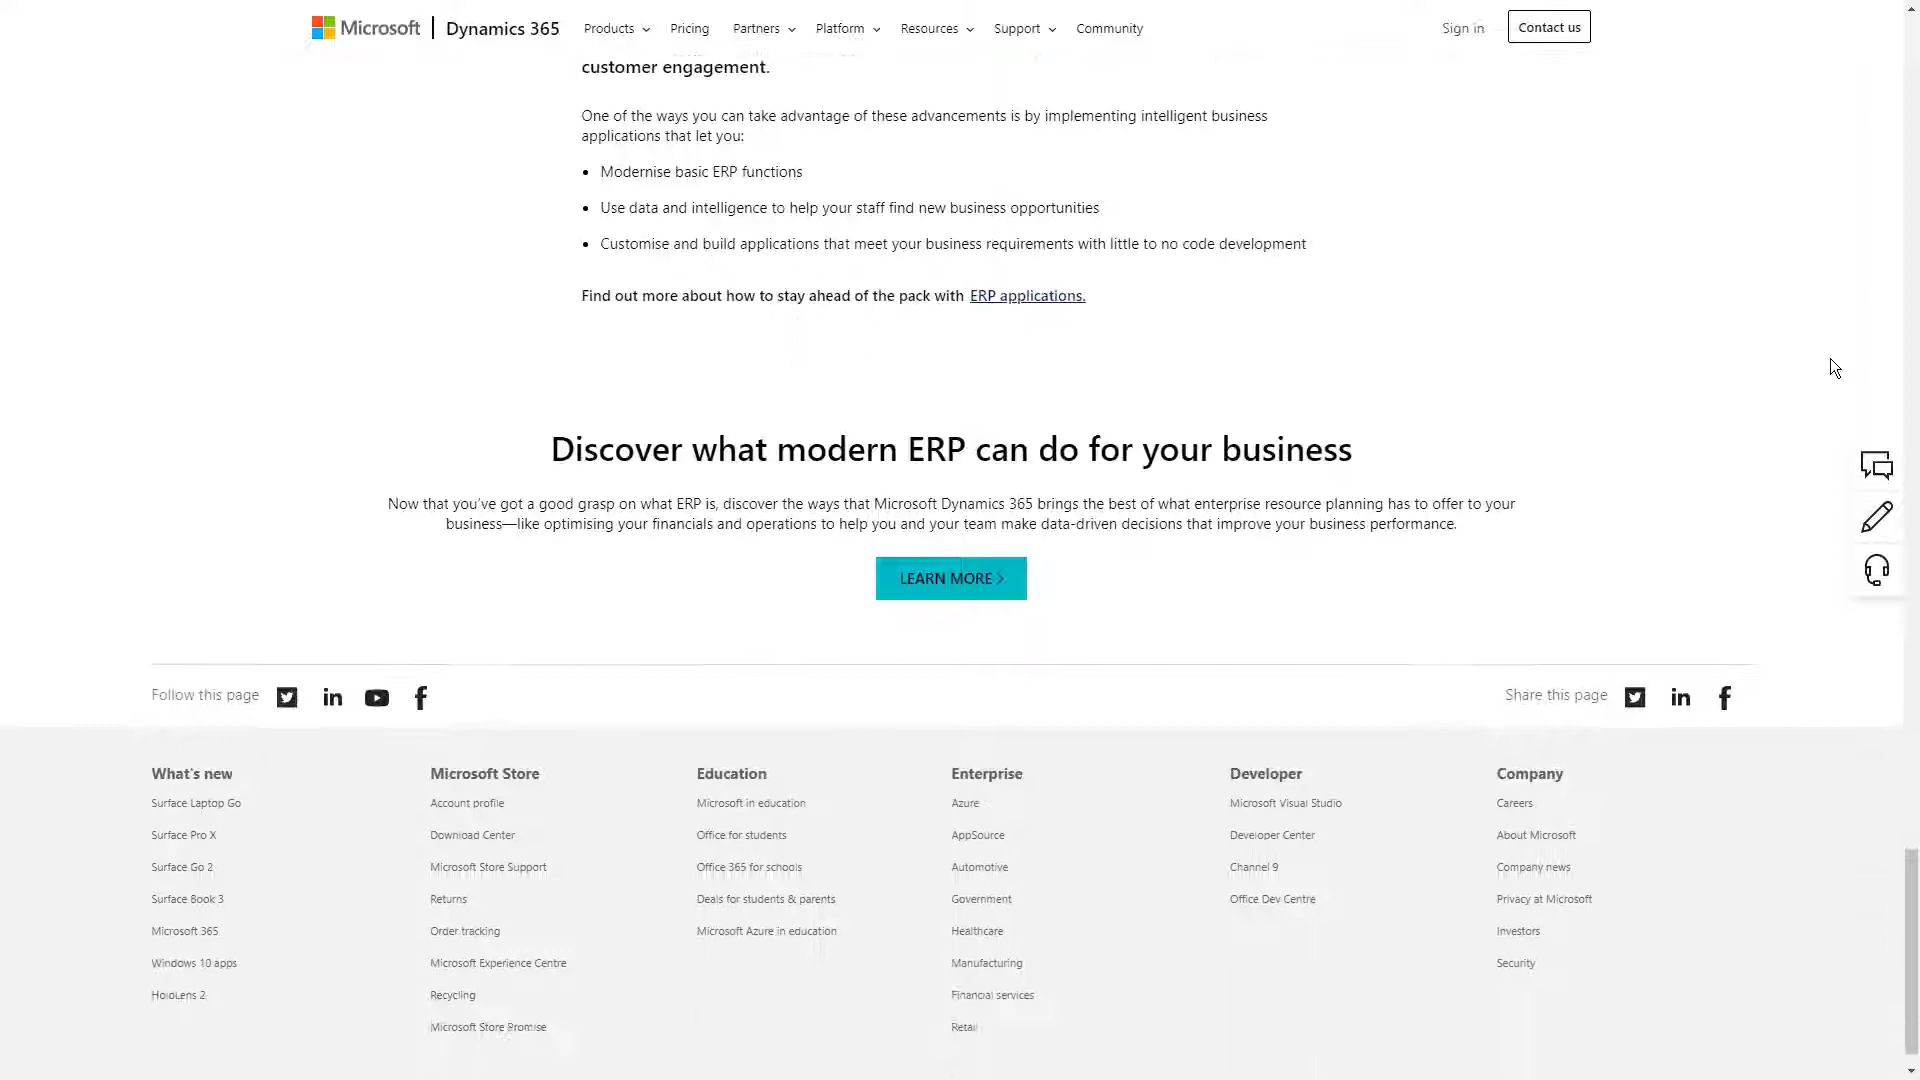 Microsoft | Dynamics 365 Products Pricing Partners Platform Resources Support Community Sign in Contact us
customer engagement.
One of the ways you can take advantage of these advancements is by implementing intelligent business
applications that let you:
• Modernise basic ERP functions
• Use data and intelligence to help your staff find new business opportunities
• Customise and build applications that meet your business requirements with little to no code development
Find out more about how to stay ahead of the pack with ERP applications.
Discover what modern ERP can do for your business
Now that you've got a good grasp on what ERP is, discover the ways that Microsoft Dynamics 365 brings the best of what enterprise resource planning has to offer to your
business—like optimising your financials and operations to help you and your team make data-driven decisions that improve your business performance.
LEARN MORE
Follow this page
Share this page
What's new
Surface Laptop Go
Surface Pro X
Surface Go 2
Surface Book 3
Microsoft 365
Windows 10 apps
HoloLens 2
Microsoft Store
Account profile
Download Center
Microsoft Store Support
Returns
Order tracking
Microsoft Experience Centre
Recycling
Microsoft Store Promise
Education
Microsoft in education
Office for students
Office 365 for schools
Deals for students & parents
Microsoft Azure in education
Enterprise
Azure
AppSource
Automotive
Government
Healthcare
Manufacturing
Financial services
Retail
Developer
Microsoft Visual Studio
Developer Center
Channel 9
Office Dev Centre
Company
Careers
About Microsoft
Company news
Privacy at Microsoft
Investors
Security